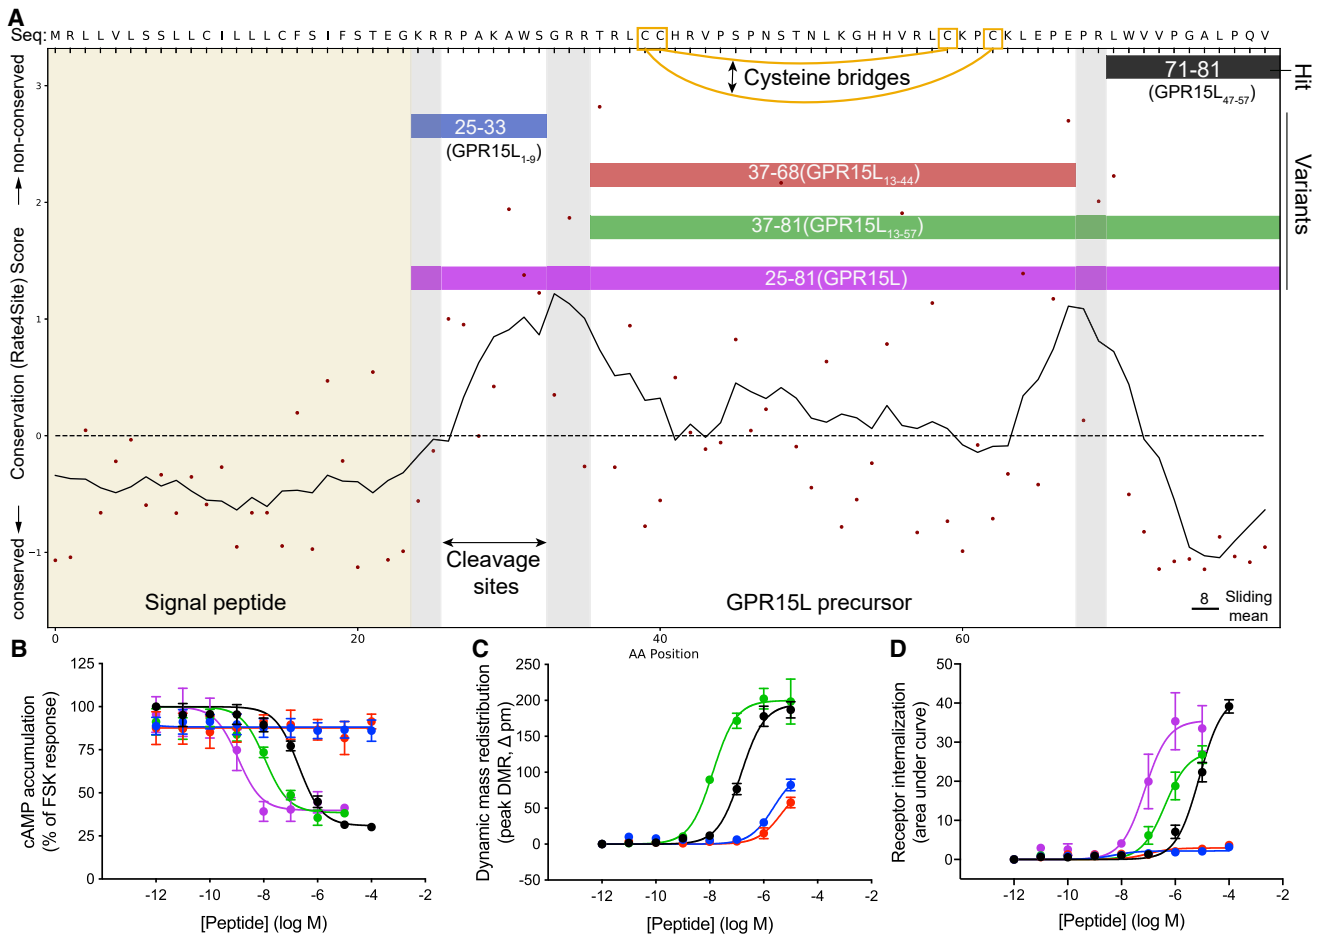 A
Seq: M R L L V L S S L L C I L L L C F S I F S T E G K R R P A K A W S G R R T R L C C H R V P S P N S T N L K G H H V R L C K P C K L E P E P R L W V V P G A L P Q V
Cysteine bridges
71-81
(GPR15L47-57)
Hit
25-33
(GPR15L1-9)
37-68(GPR15L13-44)
37-81(GPR15L13-57)
25-81(GPR15L)
Variants
conserved ← Conservation (Rate4Site) Score → non-conserved
3
2
1
0
−1
Cleavage
sites
Signal peptide
GPR15L precursor
8
Sliding
mean
0 20 40 60
AA Position
B
cAMP accumulation
(% of FSK response)
125
100
75
50
25
0
-12 -10 -8 -6 -4 -2
[Peptide] (log M)
C
Dynamic mass redistribution
(peak DMR, Δ pm)
250
200
150
100
50
0
-50
-12 -10 -8 -6 -4 -2
[Peptide] (log M)
D
Receptor internalization
(area under curve)
50
40
30
20
10
0
-12 -10 -8 -6 -4 -2
[Peptide] (log M)